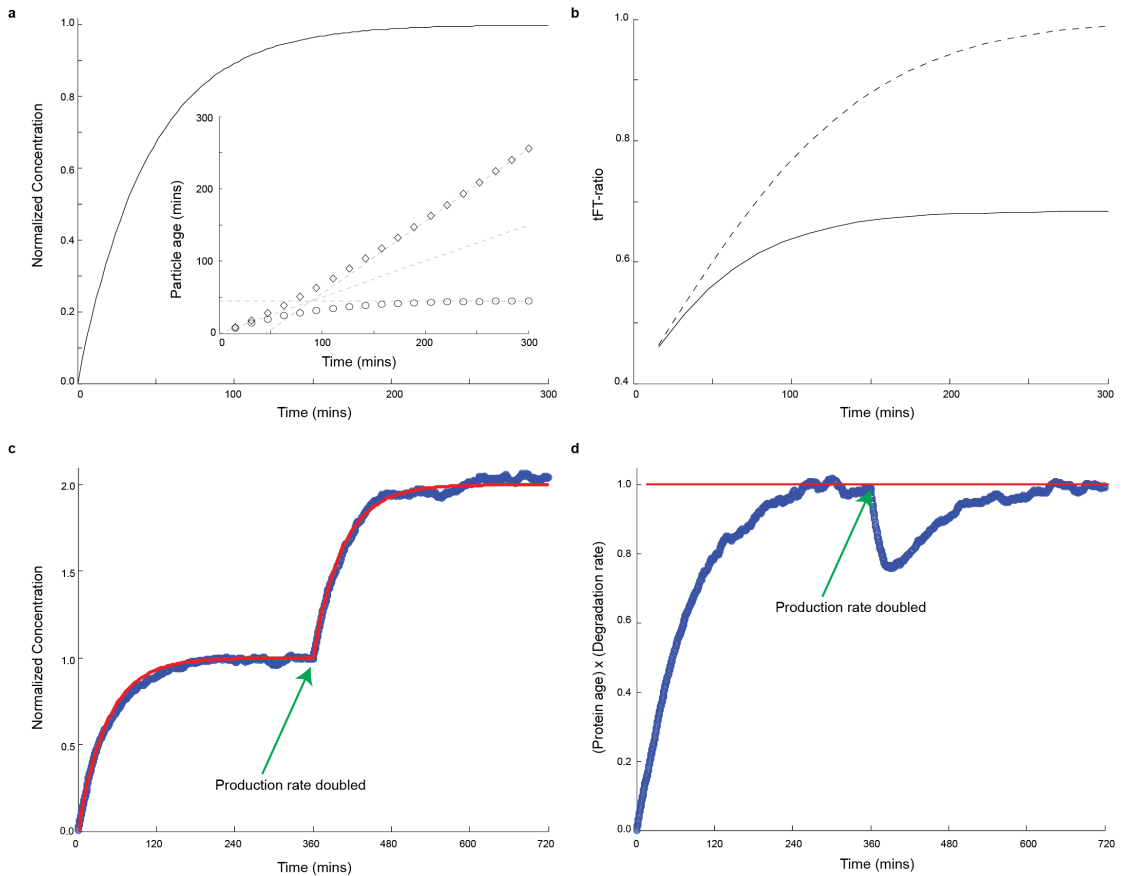 a
Normalized Concentration
1.0
0.8
0.6
0.4
0.2
0.0
0 100 200 300
Time (mins)
Particle age (mins)
300
200
100
0
0 100 200 300
Time (mins)
b
tFT-ratio
1.0
0.8
0.6
0.4
0 100 200 300
Time (mins)
c
Normalized Concentration
2.0
1.5
1.0
0.5
0.0
0 120 240 360 480 600 720
Time (mins)
Production rate doubled
d
(Protein age) x (Degradation rate)
1.0
0.8
0.6
0.4
0.2
0.0
0 120 240 360 480 600 720
Time (mins)
Production rate doubled